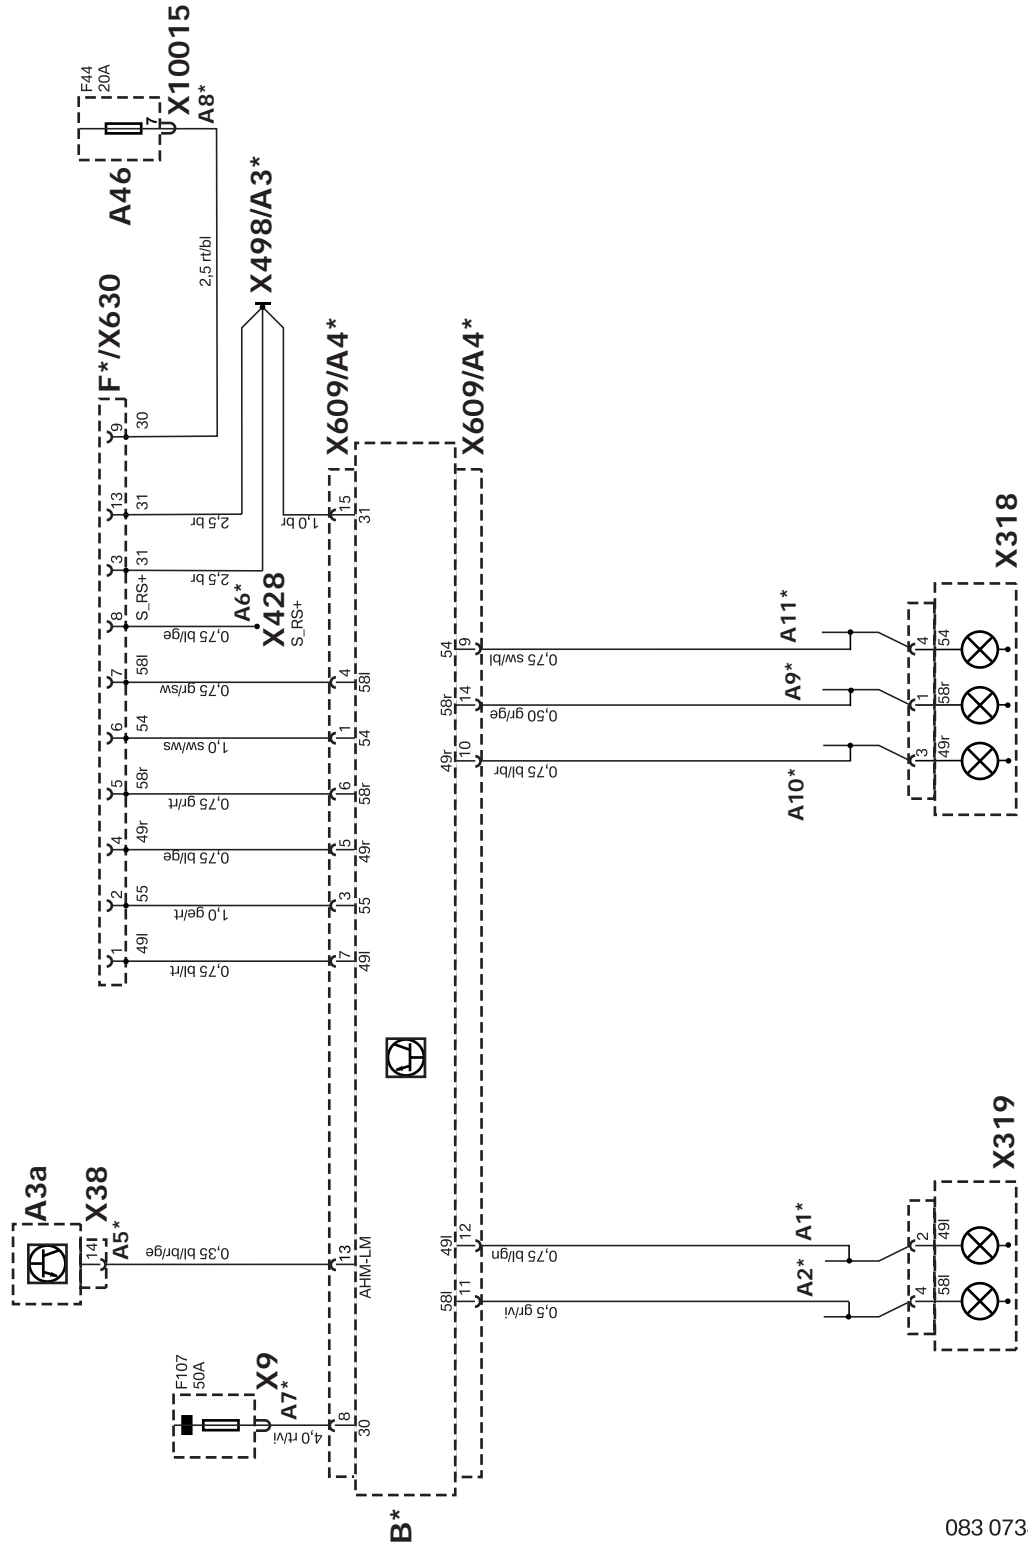 X10015
A8*
F44
20A
7
A46
2,5 rt/bl
X498/A3*
F*/X630
9
30
13
31
2,5 br
3
31
2,5 br
8
S_RS+
0,75 bl/ge
A6*
X428
S_RS+
7
58l
0,75 gr/sw
6
54
1,0 sw/ws
5
58r
0,75 gr/rt
4
49r
0,75 bl/ge
2
55
1,0 ge/rt
1
49l
0,75 bl/rt
X609/A4*
1,0 br
15
31
4
58l
1
54
6
58r
5
49r
3
55
7
49l
X609/A4*
54
9
0,75 sw/bl
58r
14
0,50 gr/ge
49r
10
0,75 bl/br
A11*
A9*
A10*
X318
4
54
1
58r
3
49r
A3a
X38
14l
A5*
0,35 bl/br/ge
13
AHM-LM
F107
50A
X9
A7*
4,0 rt/vi
8
30
49l
12
0,75 bl/gn
58l
11
0,5 gr/vi
A1*
A2*
X319
2
49l
4
58l
B*
083 073